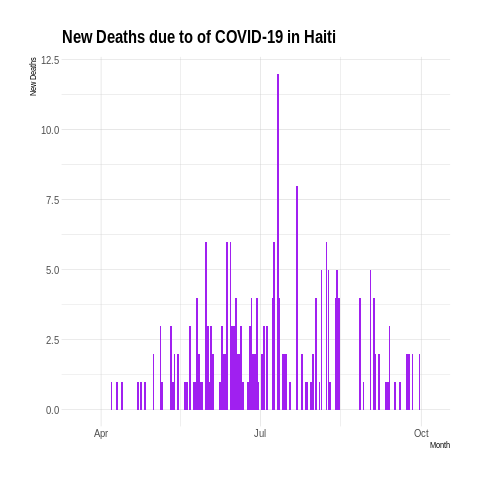 New Deaths due to of COVID-19 in Haiti
New Deaths
12.5
10.0
7.5
5.0
2.5
0.0
Apr
Jul
Oct
Month